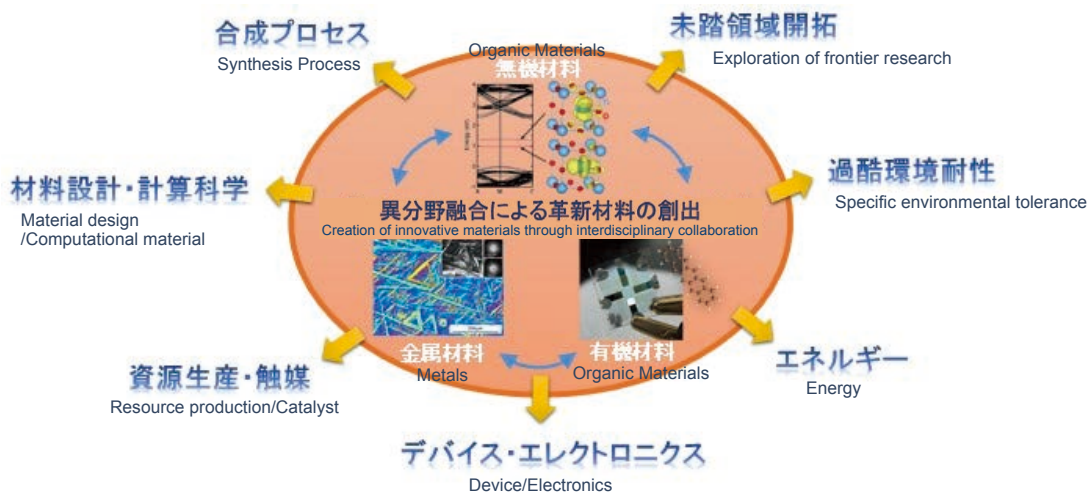 合成プロセス
Synthesis Process
未踏領域開拓
Exploration of frontier research
Organic Materials
無機材料
材料設計・計算科学
Material design
/Computational material
過酷環境耐性
Specific environmental tolerance
異分野融合による革新材料の創出
Creation of innovative materials through interdisciplinary collaboration
金属材料
Metals
有機材料
Organic Materials
資源生産・触媒
Resource production/Catalyst
エネルギー
Energy
デバイス・エレクトロニクス
Device/Electronics